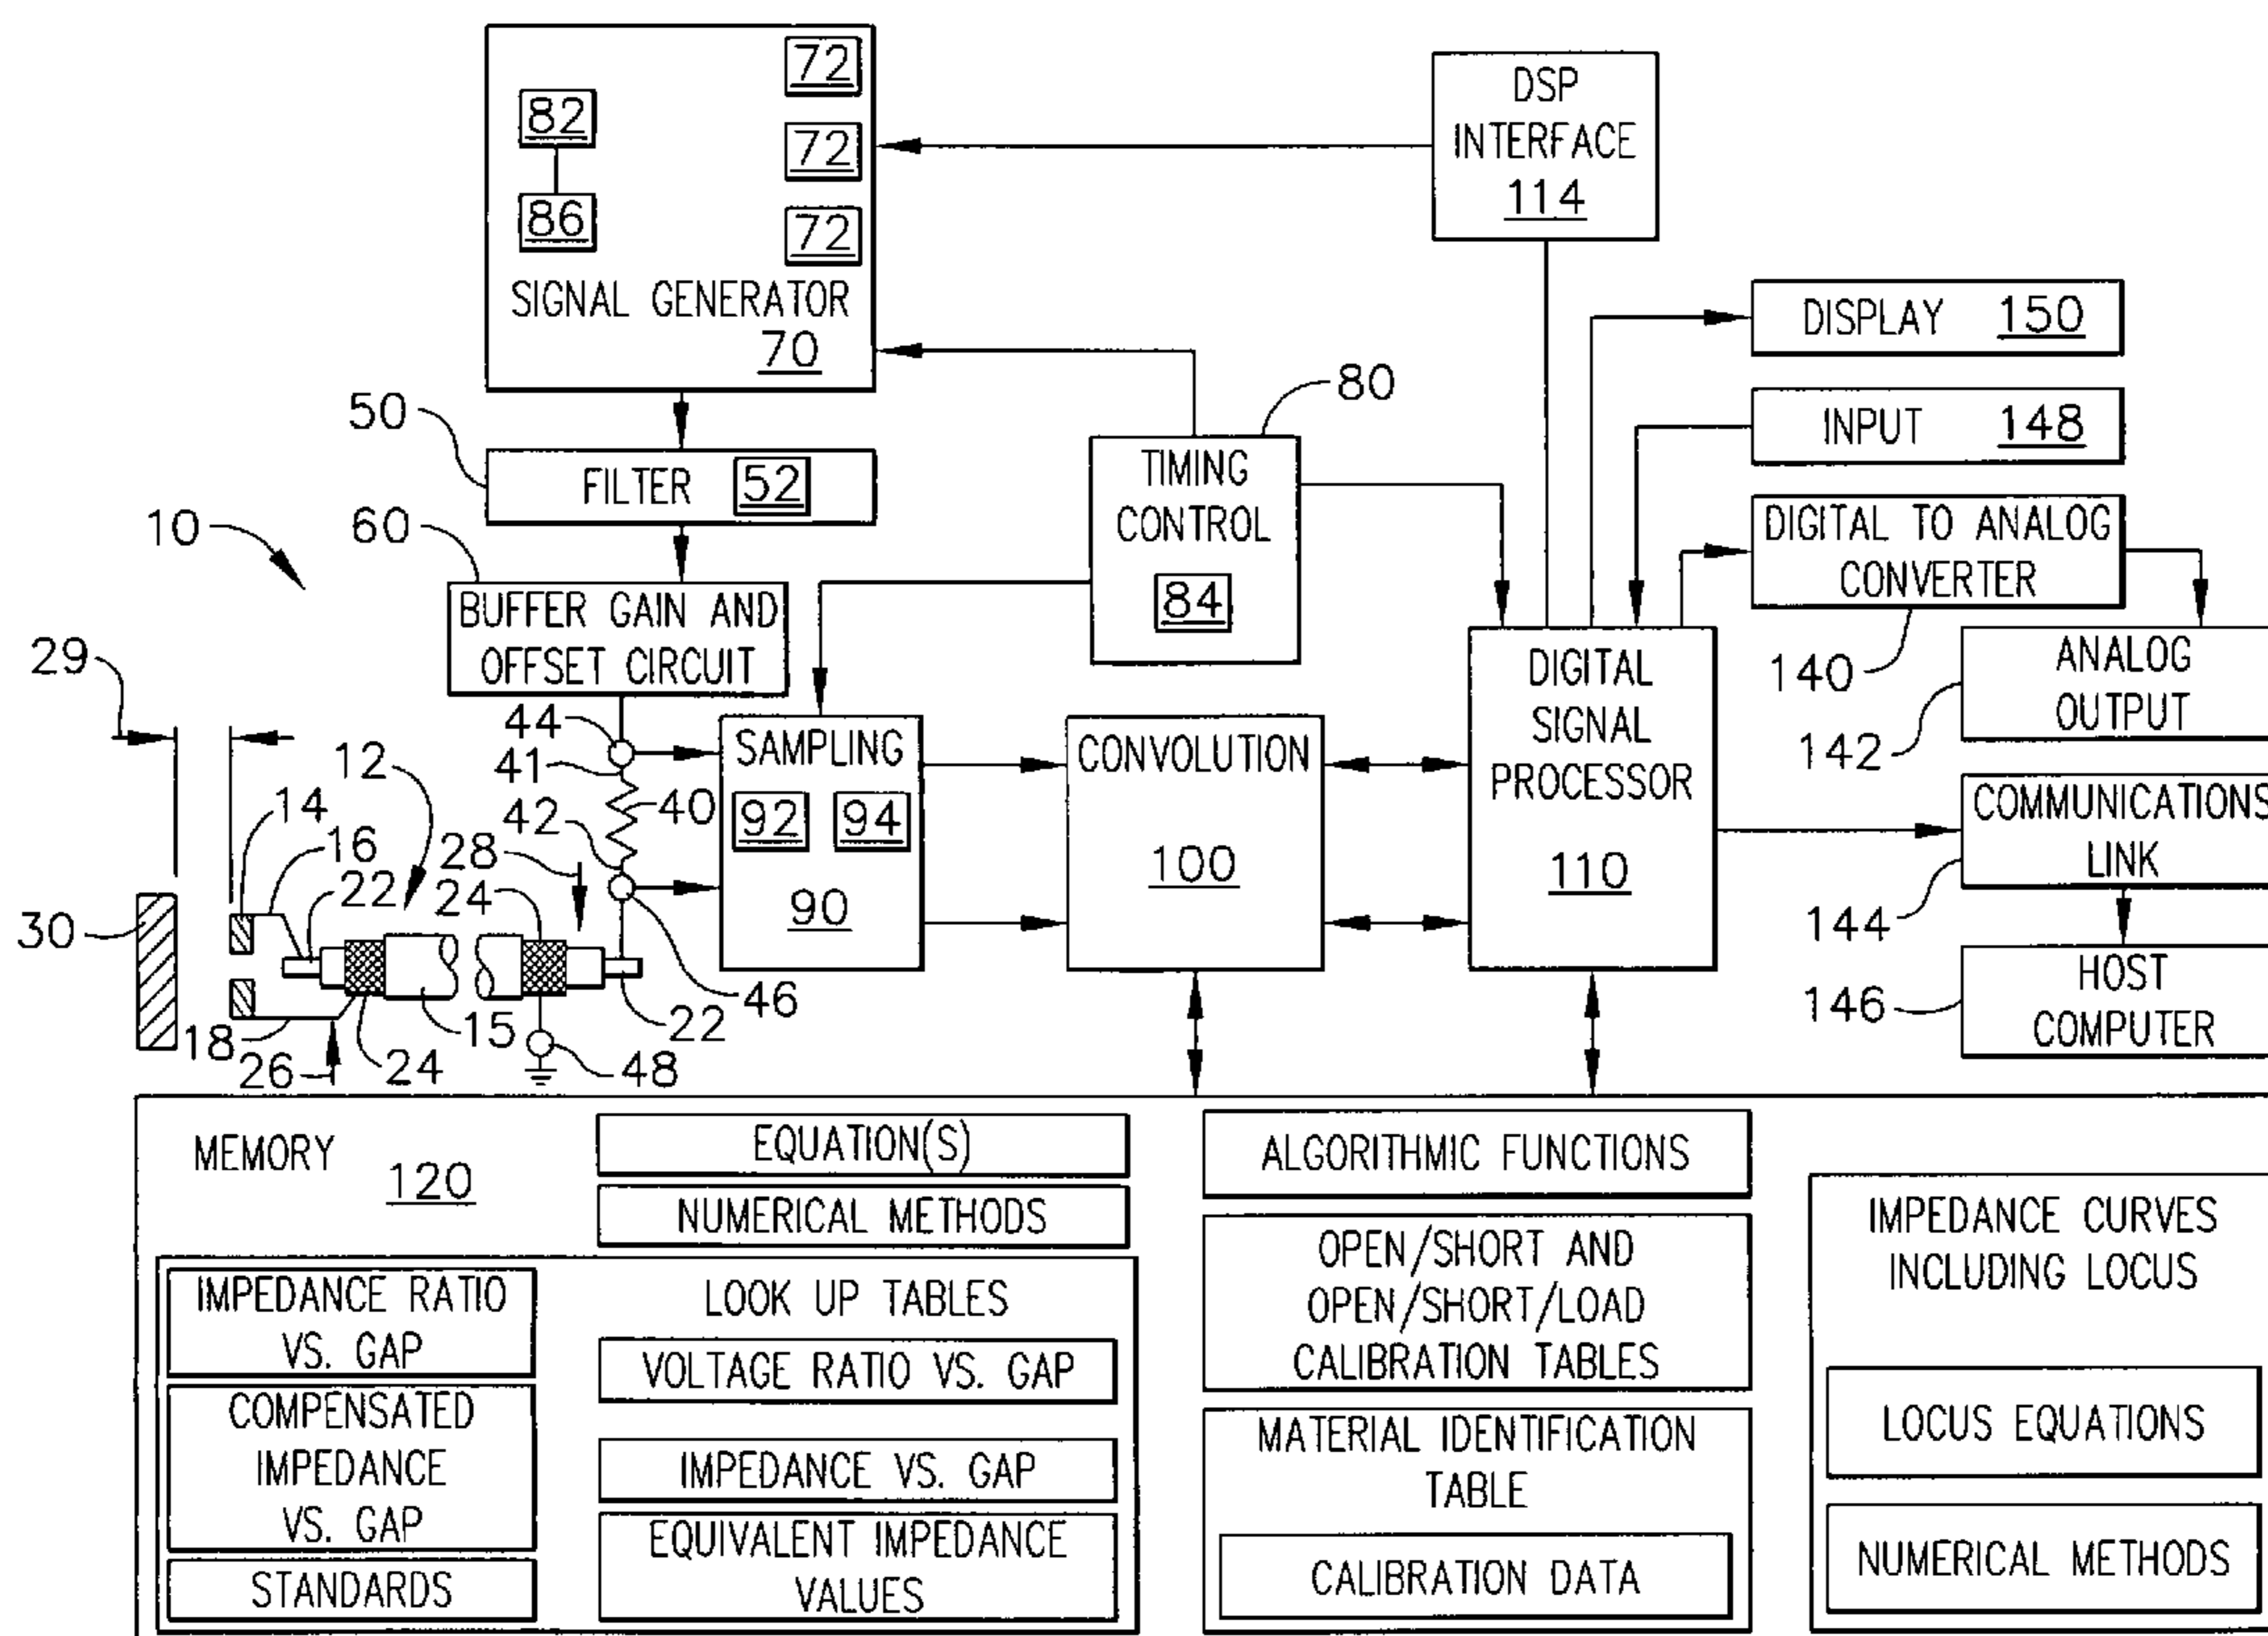 72
82
72
86
72
SIGNAL GENERATOR
70
DSP
INTERFACE
114
DISPLAY 150
INPUT 148
50
FILTER 52
80
TIMING
CONTROL
84
DIGITAL TO ANALOG
CONVERTER
140
10
60
BUFFER GAIN AND
OFFSET CIRCUIT
29
44
41
40
42
46
SAMPLING
92 94
90
CONVOLUTION
100
DIGITAL
SIGNAL
PROCESSOR
110
ANALOG
OUTPUT
142
COMMUNICATIONS
LINK
144
HOST
COMPUTER
146
12
14
16
28
22
24
30
18
26
24
15
48
22
MEMORY
120
EQUATION(S)
NUMERICAL METHODS
IMPEDANCE RATIO
VS. GAP
COMPENSATED
IMPEDANCE
VS. GAP
STANDARDS
LOOK UP TABLES
VOLTAGE RATIO VS. GAP
IMPEDANCE VS. GAP
EQUIVALENT IMPEDANCE
VALUES
ALGORITHMIC FUNCTIONS
OPEN/SHORT AND
OPEN/SHORT/LOAD
CALIBRATION TABLES
MATERIAL IDENTIFICATION
TABLE
CALIBRATION DATA
IMPEDANCE CURVES
INCLUDING LOCUS
LOCUS EQUATIONS
NUMERICAL METHODS